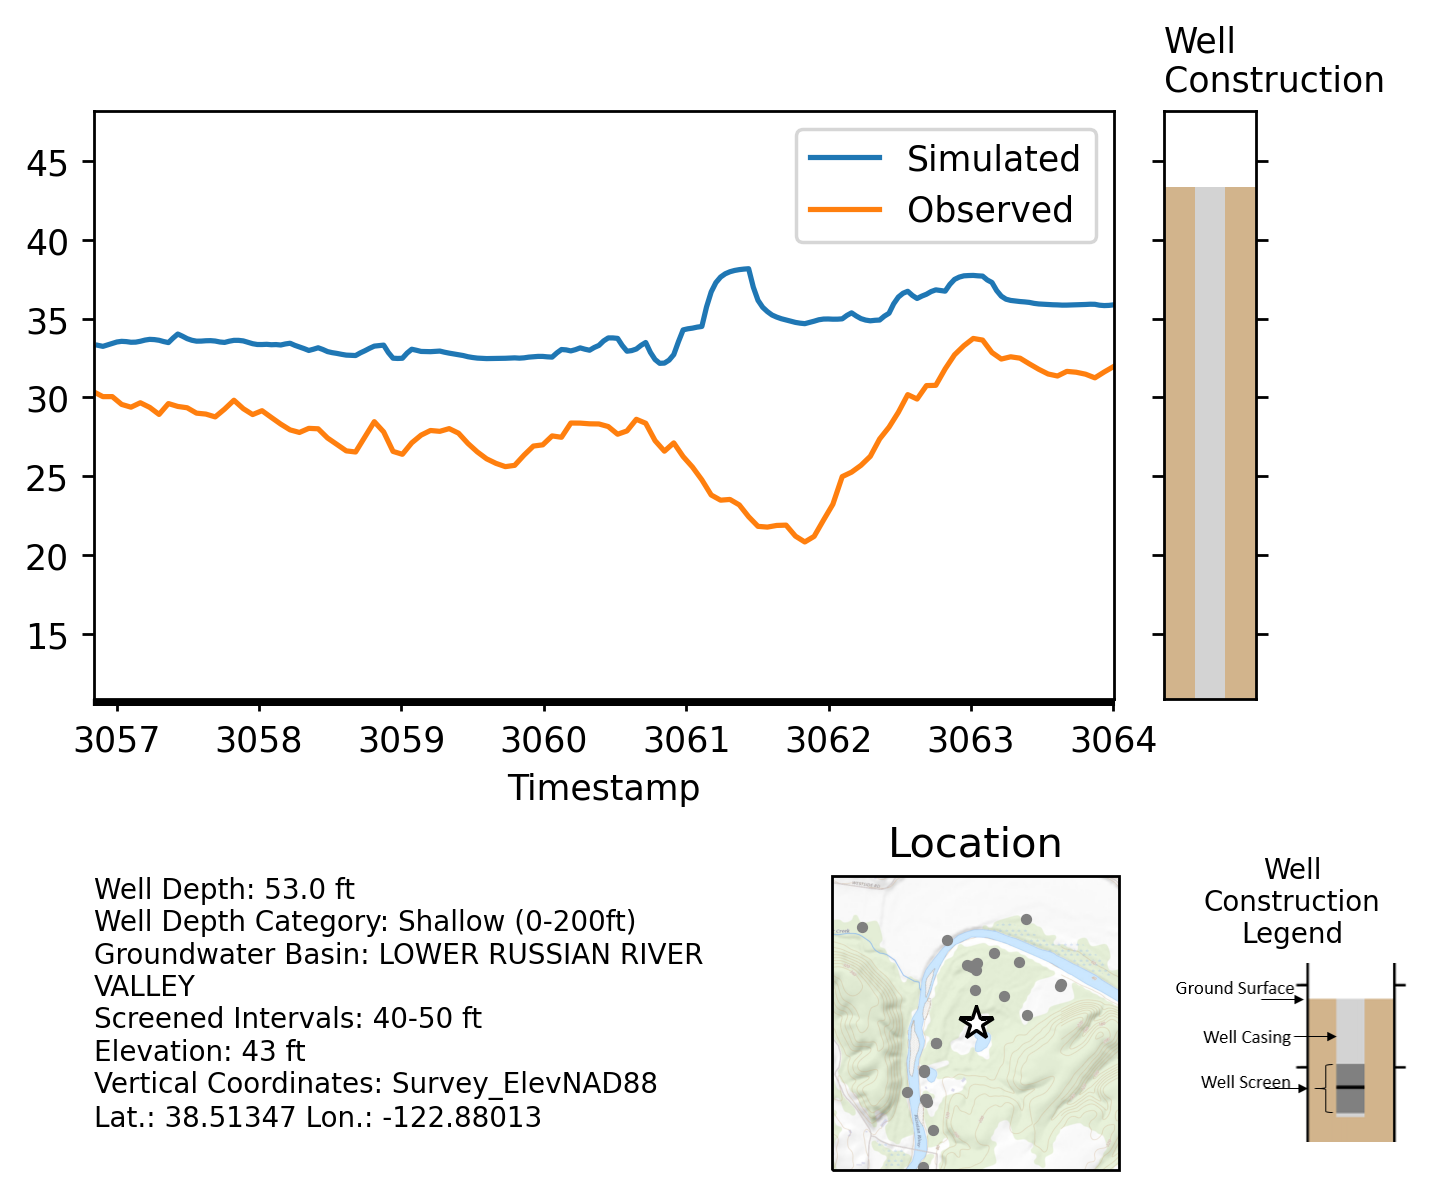 Well
Construction
45
40
35
30
25
20
15
Simulated
Observed
3057 3058 3059 3060 3061 3062 3063 3064
Timestamp
Well Depth: 53.0 ft
Well Depth Category: Shallow (0-200ft)
Groundwater Basin: LOWER RUSSIAN RIVER
VALLEY
Screened Intervals: 40-50 ft
Elevation: 43 ft
Vertical Coordinates: Survey_ElevNAD88
Lat.: 38.51347 Lon.: -122.88013
Location
Well
Construction
Legend
Ground Surface
Well Casing
Well Screen